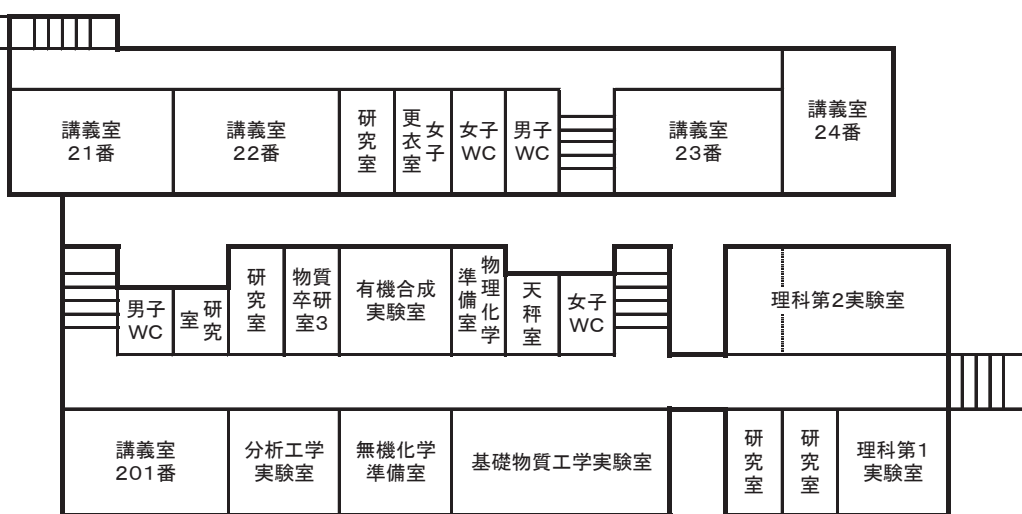 講義室
21番
講義室
22番
研究室
女子
更衣室
女子
WC
男子
WC
講義室
23番
講義室
24番
男子
WC
研究
室
研究室
物質
卒研
室3
有機合成
実験室
物理化学
準備室
天秤室
女子
WC
理科第2実験室
講義室
201番
分析工学
実験室
無機化学
準備室
基礎物質工学実験室
研究室
研究室
理科第1
実験室